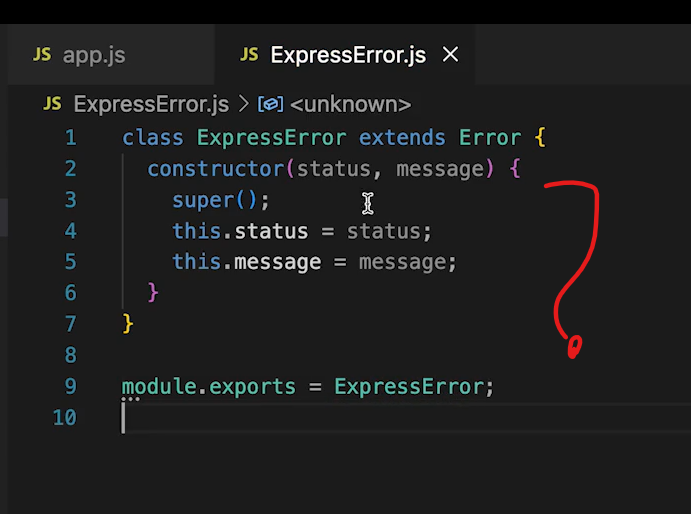 JS app.js JS ExpressError.js ×
JS ExpressError.js > <unknown>
1 class ExpressError extends Error {
2 constructor(status, message) {
3 super();
4 this.status = status;
5 this.message = message;
6 }
7 }
8
9 module.exports = ExpressError;
10
?